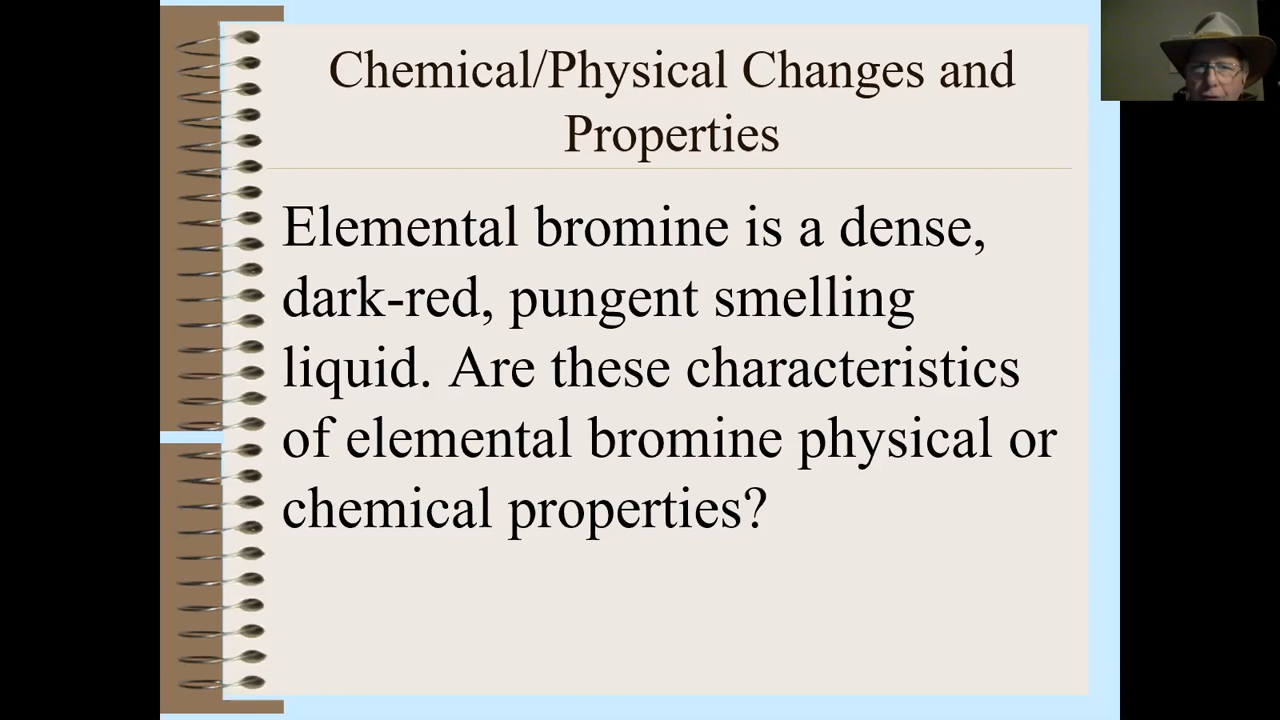 Chemical/Physical Changes and
Properties
Elemental bromine is a dense,
dark-red, pungent smelling
liquid. Are these characteristics
of elemental bromine physical or
chemical properties?